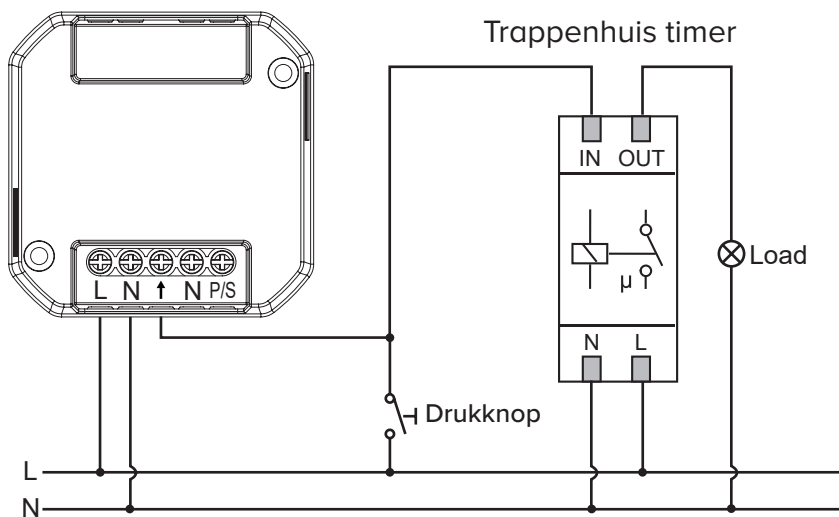 Trappenhuis timer
IN OUT
L N ↑ N P/S
µ
Load
N L
Drukknop
L
N